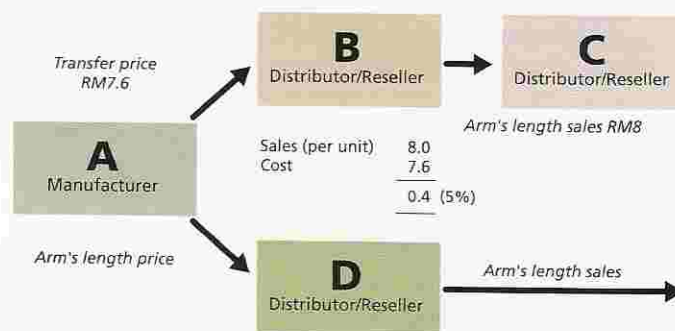 Transfer price
RM7.6
B
Distributor/Reseller
C
Distributor/Reseller
Arm's length sales RM8
A
Manufacturer
Sales (per unit) 8.0
Cost 7.6
0.4 (5%)
Arm's length price
D
Distributor/Reseller
Arm's length sales